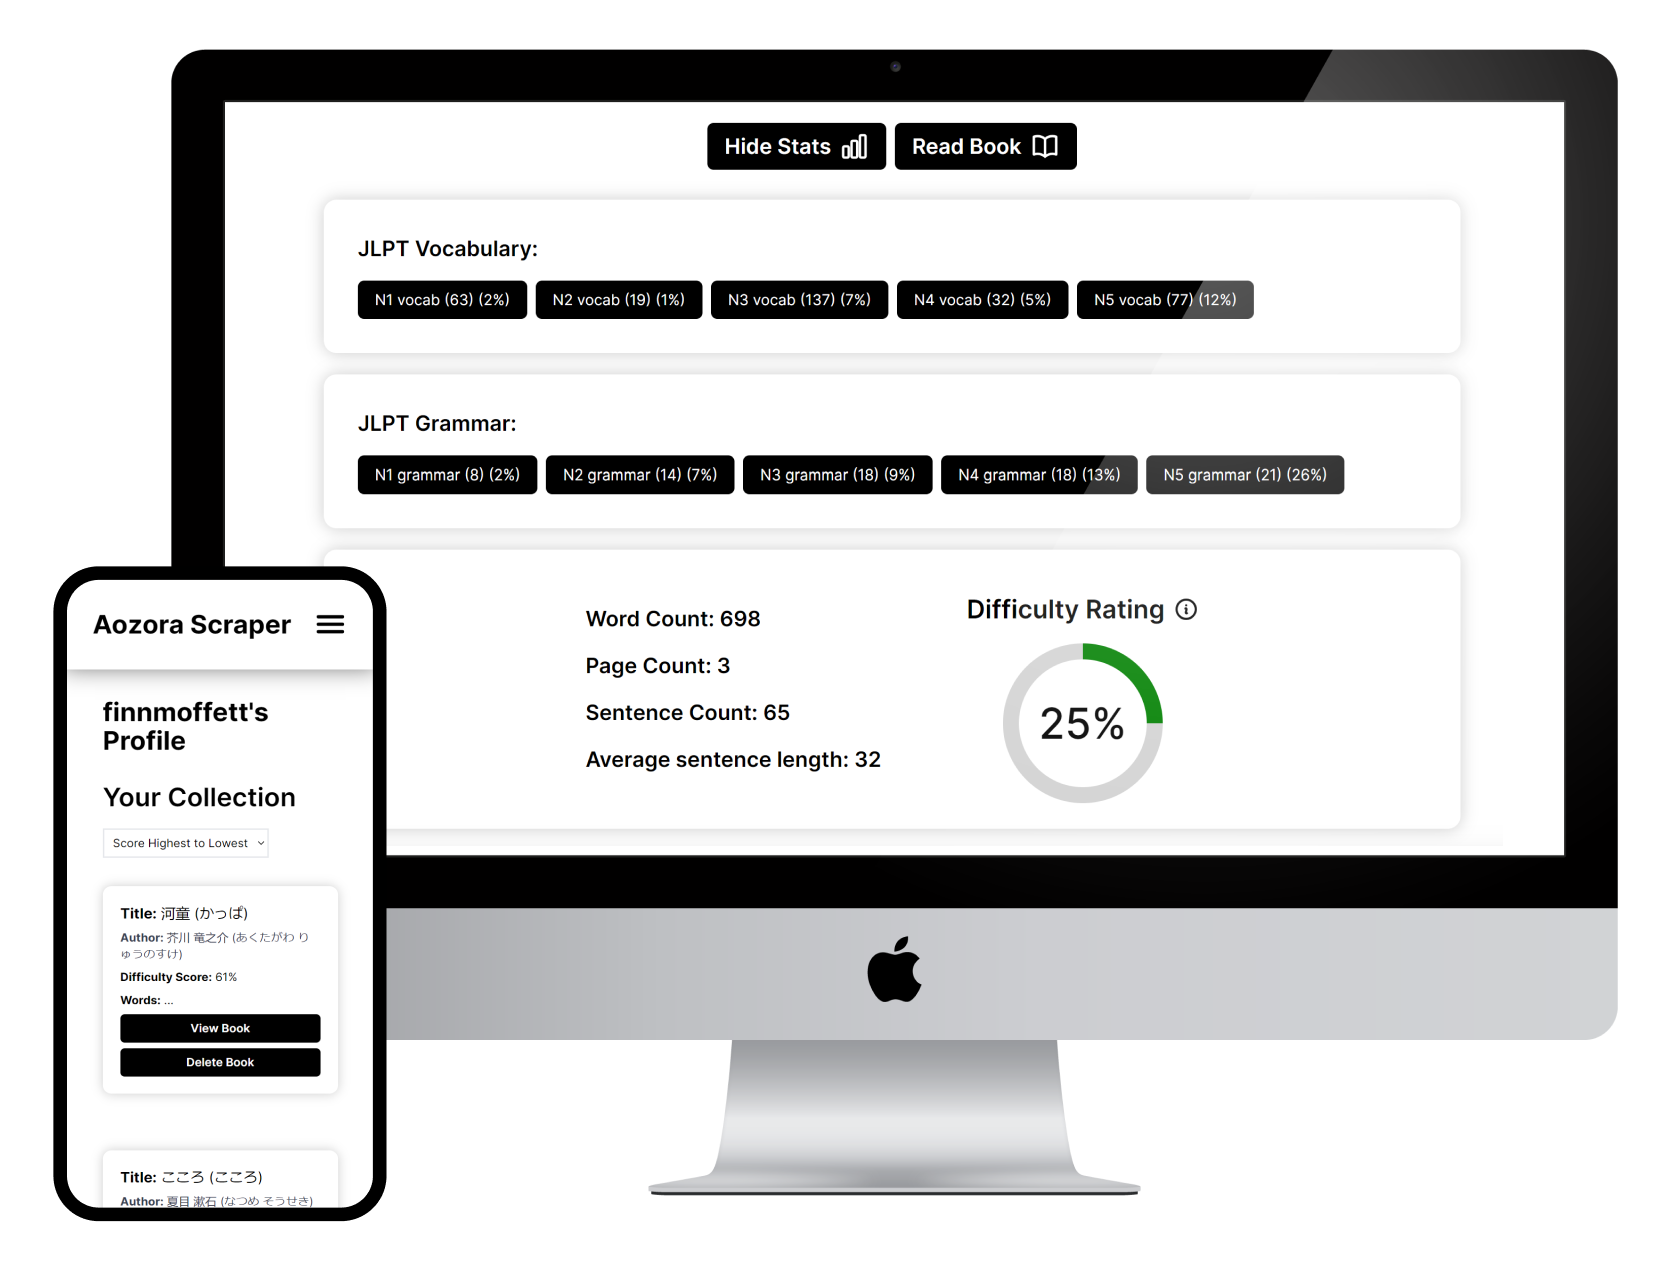 Hide Stats
Read Book
JLPT Vocabulary:
N1 vocab (63) (2%)
N2 vocab (19) (1%)
N3 vocab (137) (7%)
N4 vocab (32) (5%)
N5 vocab (77) (12%)
JLPT Grammar:
N1 grammar (8) (2%)
N2 grammar (14) (7%)
N3 grammar (18) (9%)
N4 grammar (18) (13%)
N5 grammar (21) (26%)
Word Count: 698
Page Count: 3
Sentence Count: 65
Average sentence length: 32
Difficulty Rating
25%
Aozora Scraper
finnmoffett's
Profile
Your Collection
Score Highest to Lowest
Title: 河童 (かっぱ)
Author: 芥川 竜之介 (あくたがわ り
ゅうのすけ)
Difficulty Score: 61%
Words: ...
View Book
Delete Book
Title: こころ (こころ)
Author: 夏目 漱石 (なつめ そうせき)